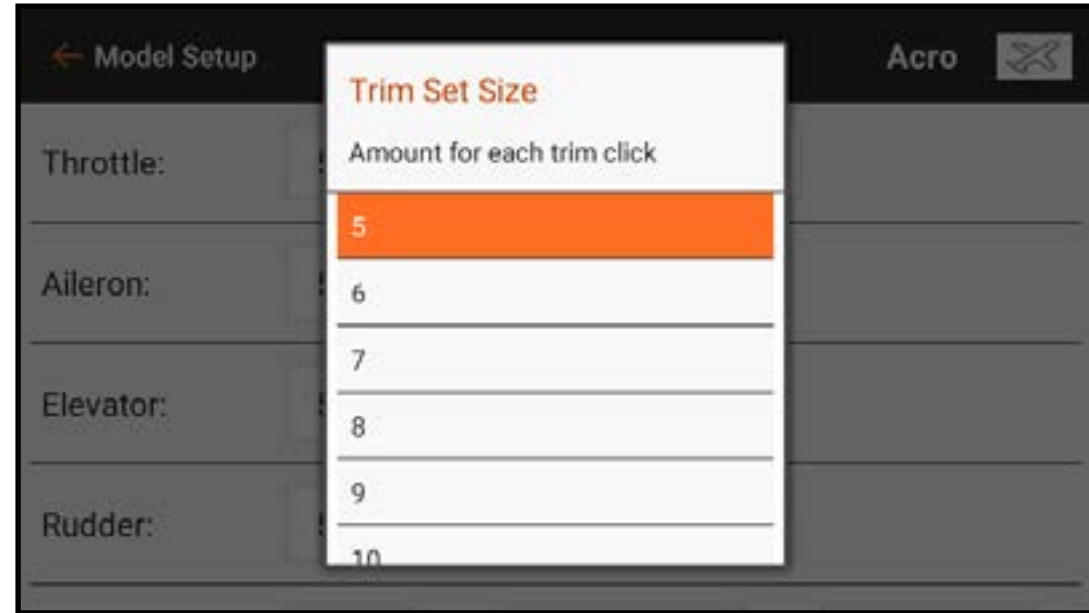 ← Model Setup
Acro
Trim Set Size
Amount for each trim click
Throttle:
5
Aileron:
6
7
Elevator:
8
9
Rudder:
10